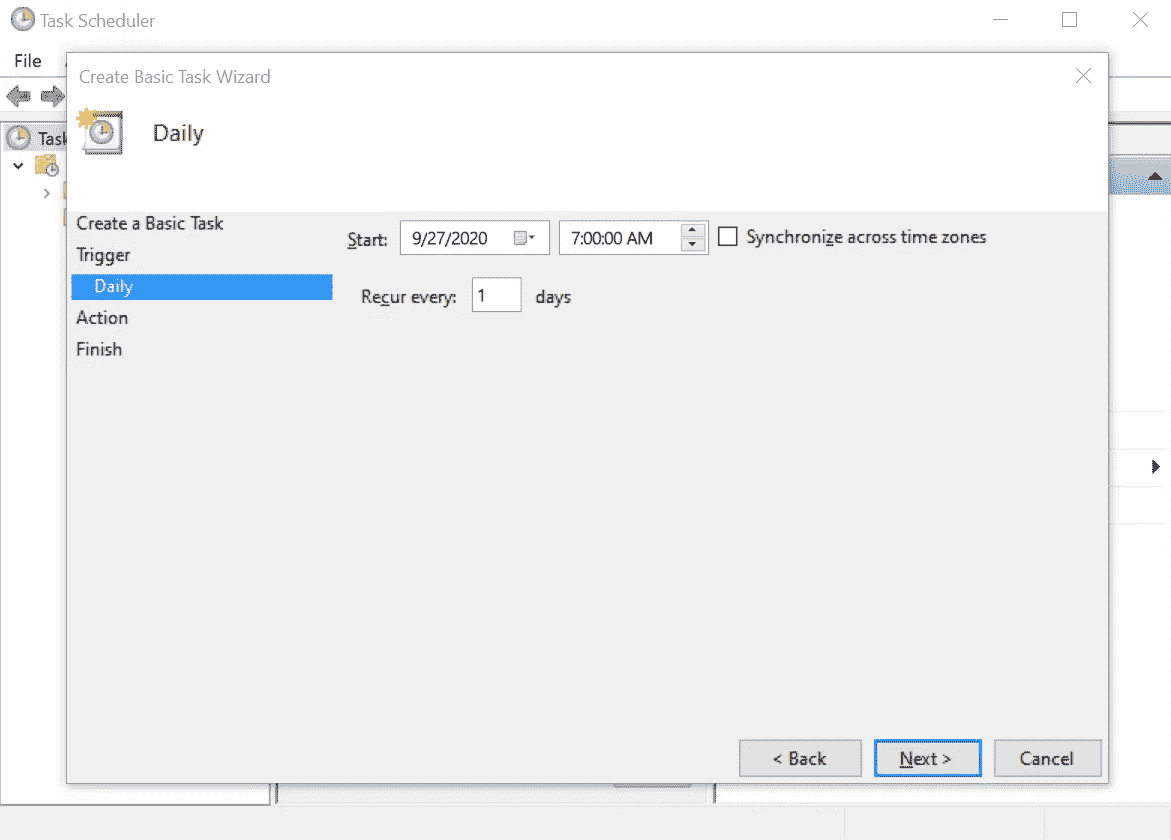 Task Scheduler
File
Create Basic Task Wizard
Task
Daily
Create a Basic Task
Trigger
Daily
Action
Finish
Start: 9/27/2020 7:00:00 AM Synchronize across time zones
Recur every: 1 days
< Back Next > Cancel